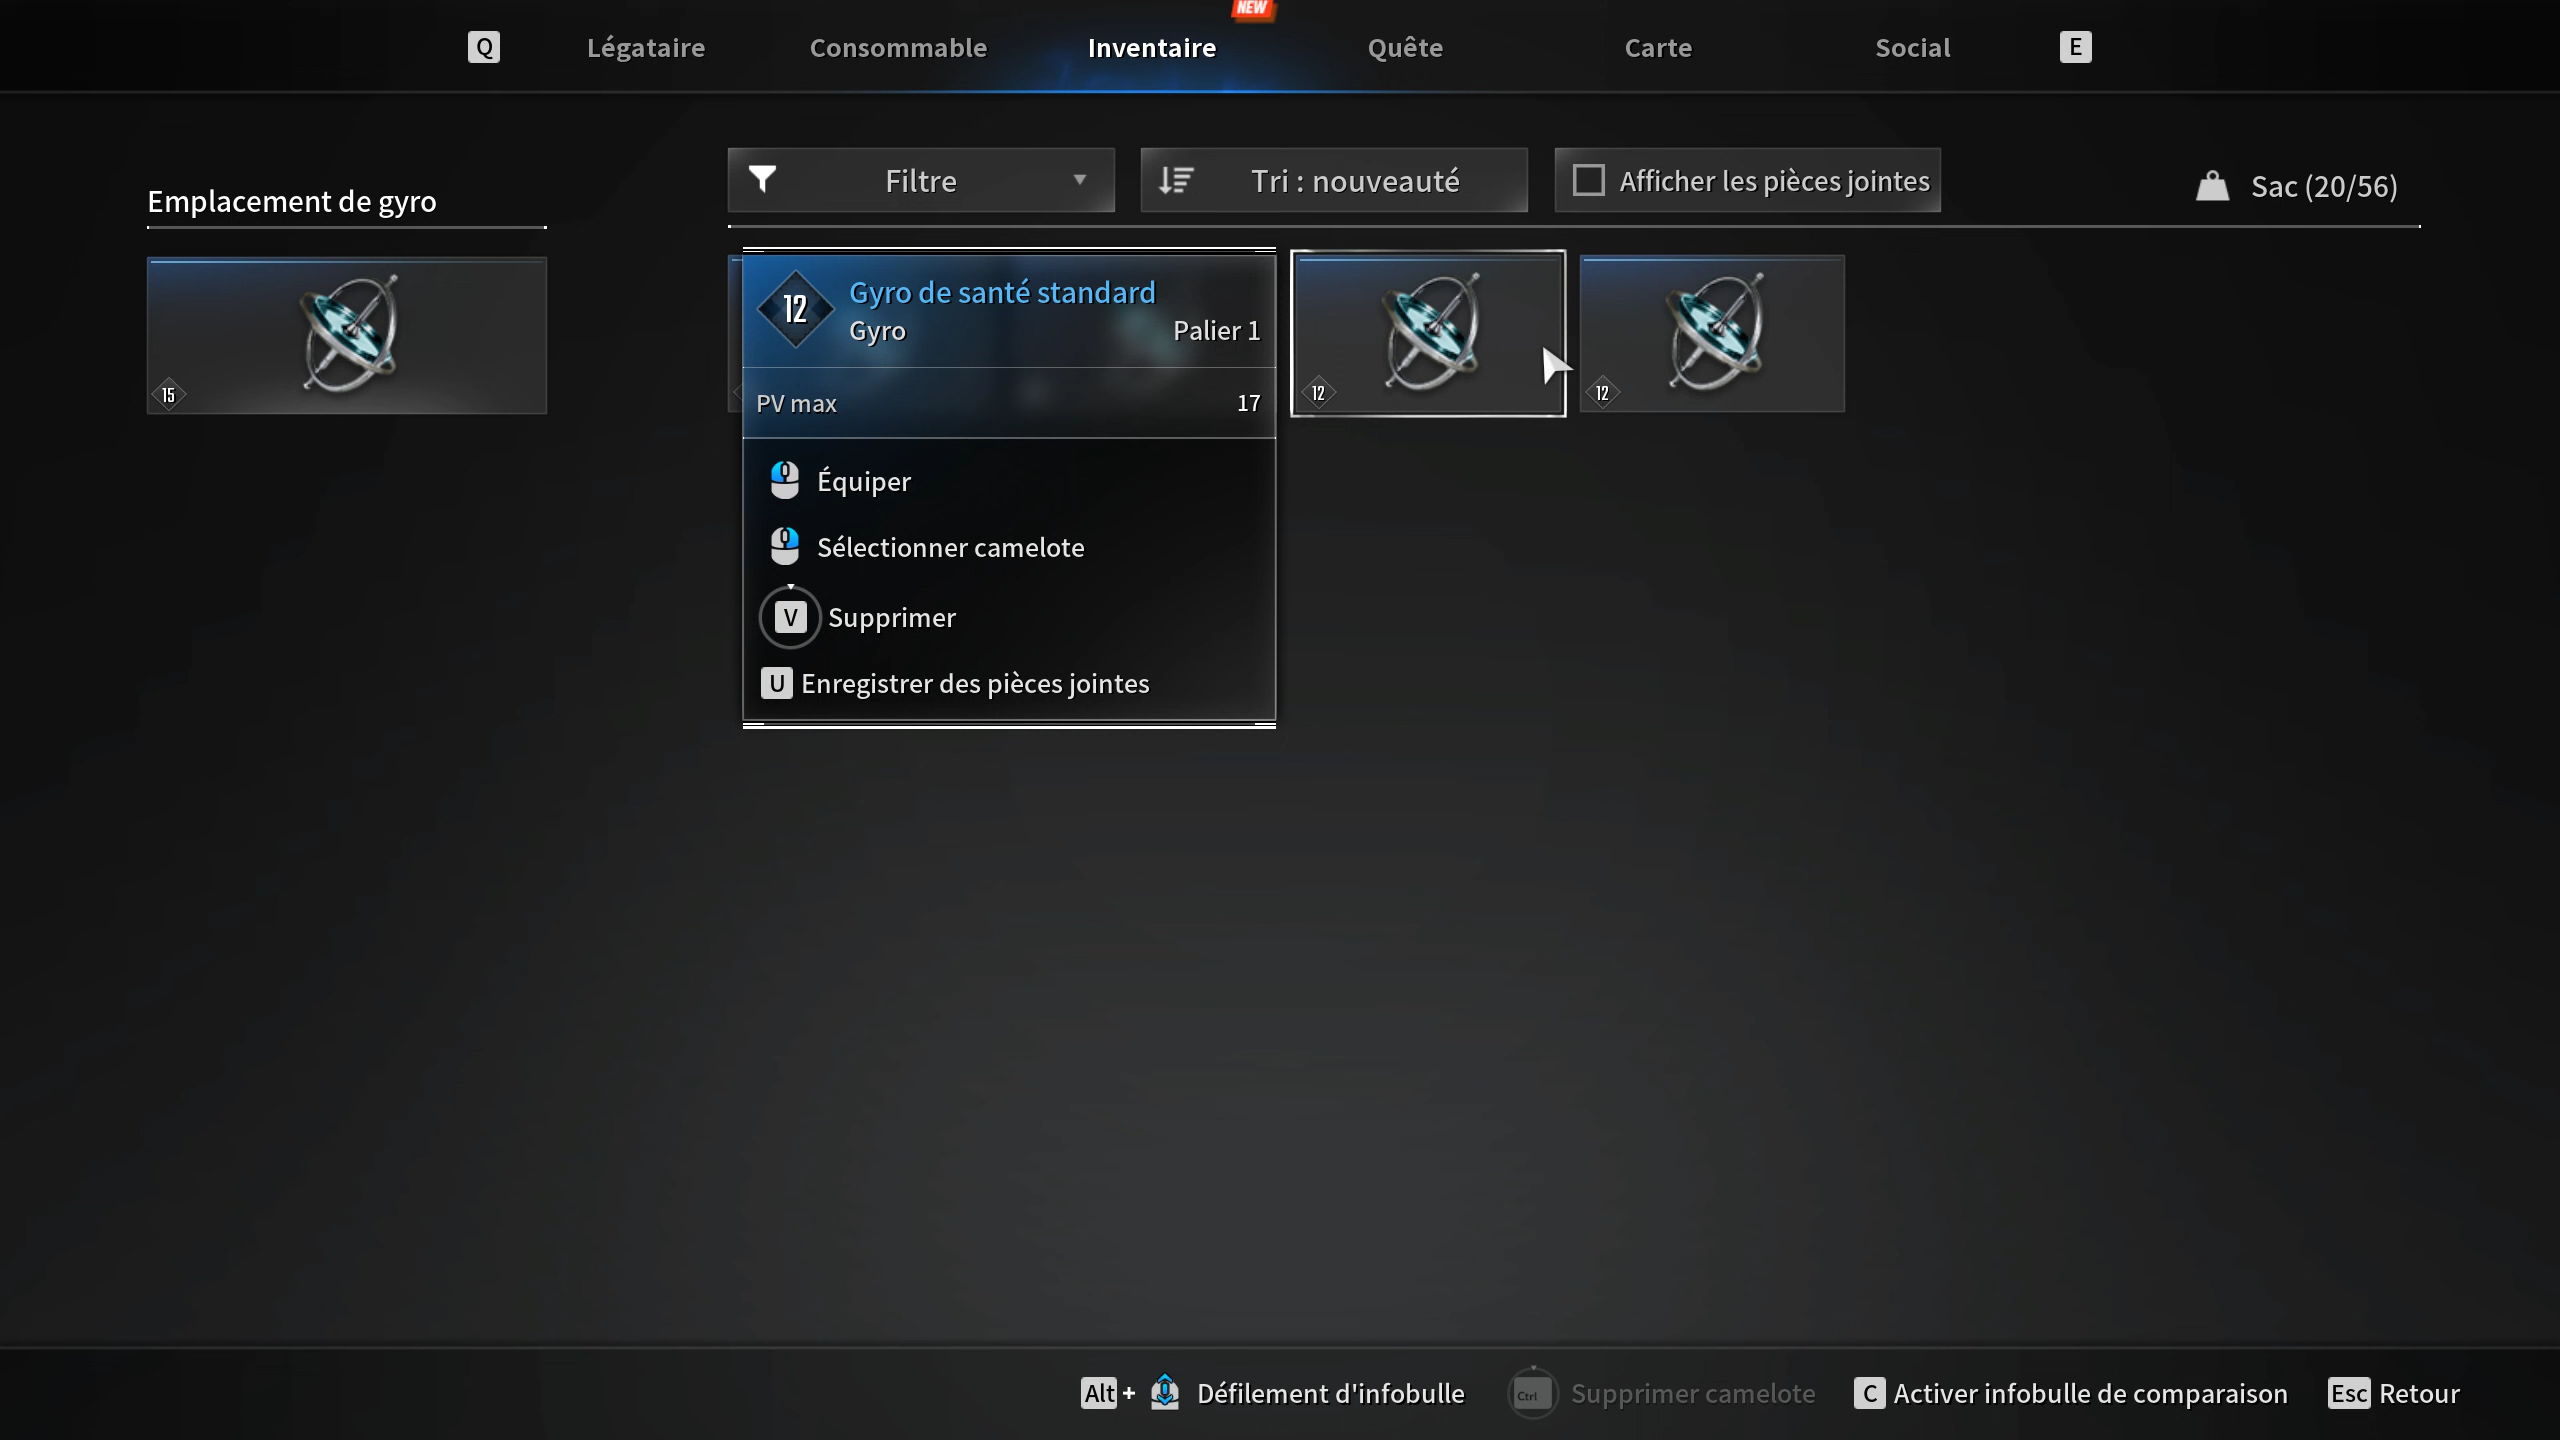 NEW
Q Légataire Consommable Inventaire Quête Carte Social E
Emplacement de gyro
Filtre
Tri : nouveauté
Afficher les pièces jointes
Sac (20/56)
15
12
Gyro de santé standard
Gyro Palier 1
PV max 17
Équiper
Sélectionner camelote
V Supprimer
U Enregistrer des pièces jointes
12
12
Alt + Défilement d'infobulle
Ctrl Supprimer camelote
C Activer infobulle de comparaison
Esc Retour